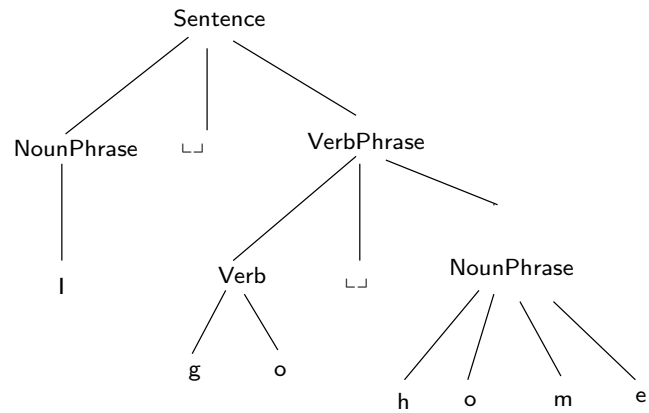 Sentence
NounPhrase ␣ VerbPhrase
I Verb ␣ NounPhrase
g o
h o m e